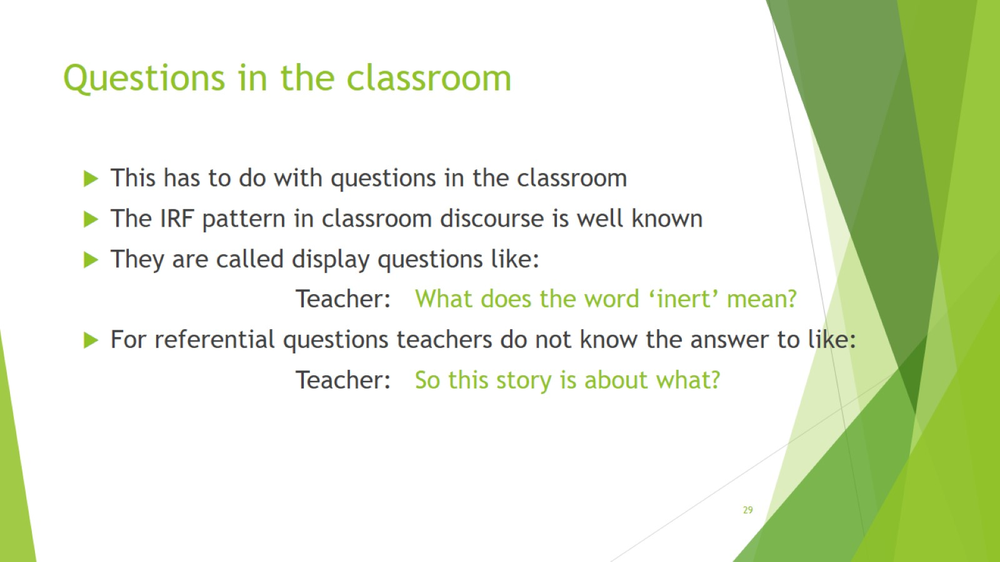 Questions in the classroom
This has to do with questions in the classroom
The IRF pattern in classroom discourse is well known
They are called display questions like:
Teacher: What does the word ‘inert’ mean?
For referential questions teachers do not know the answer to like:
Teacher: So this story is about what?
29